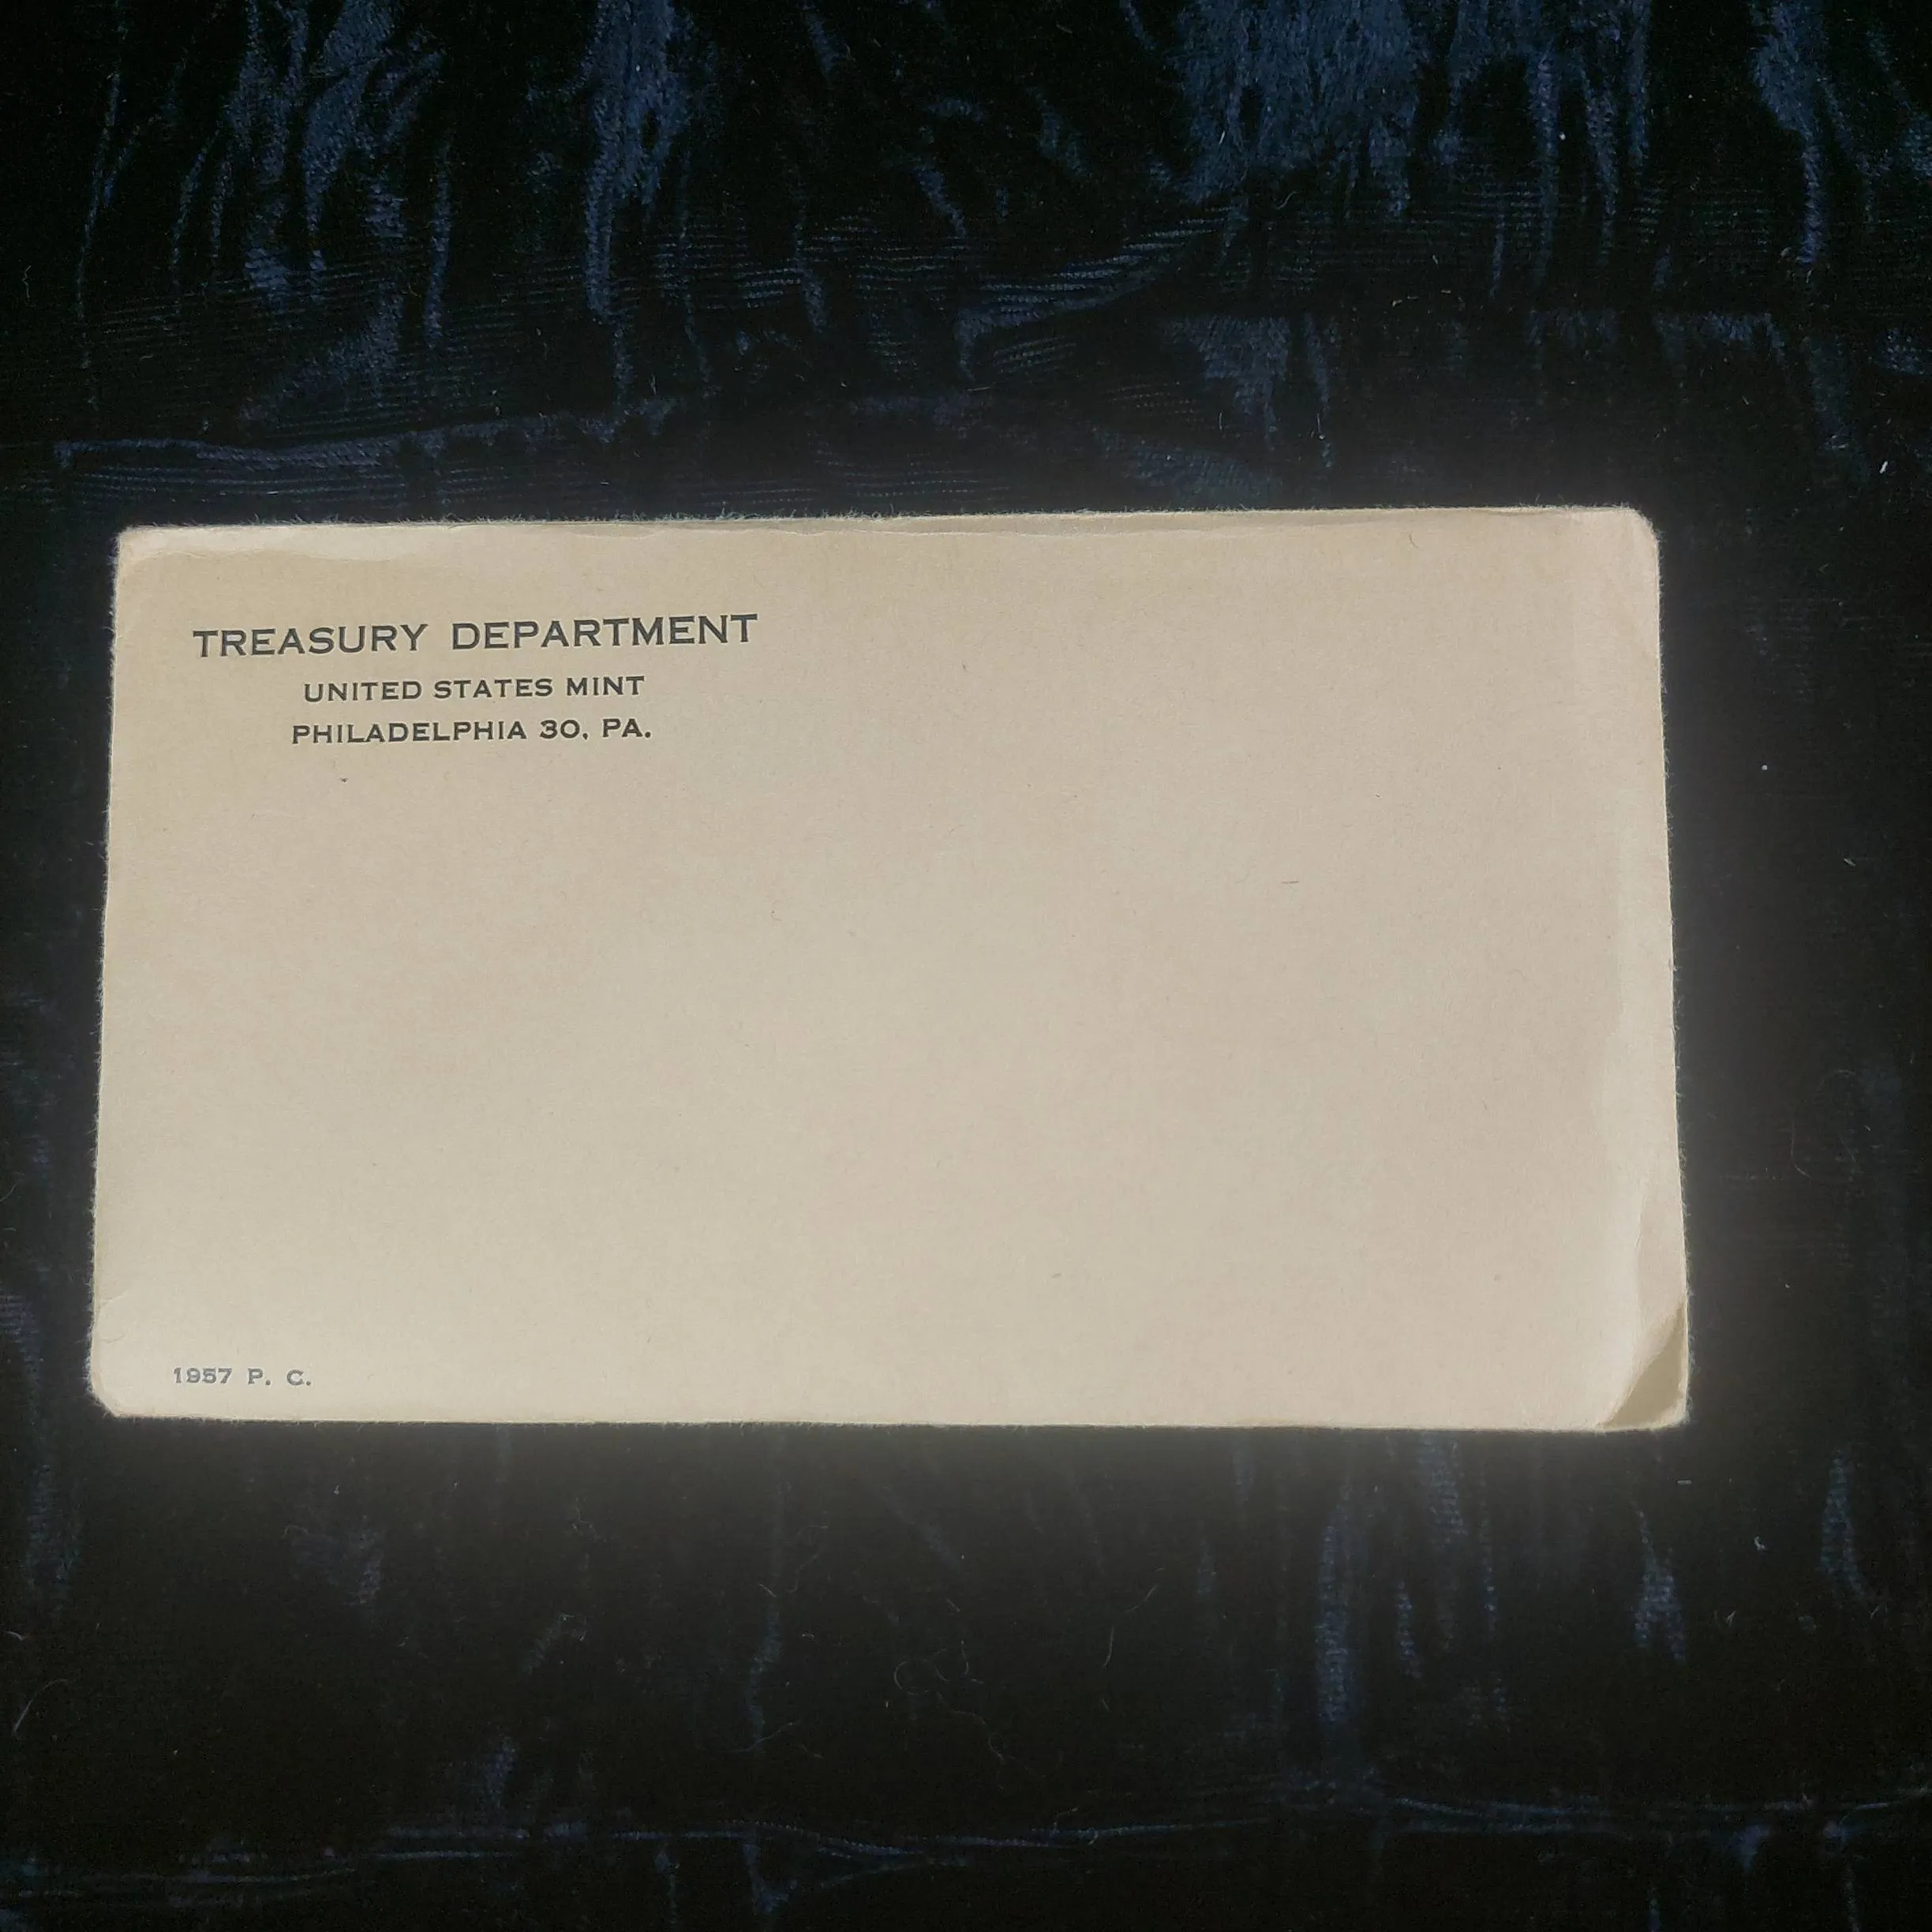 TREASURY DEPARTMENT
UNITED STATES MINT
PHILADELPHIA 30, PA.
1957 P. C.